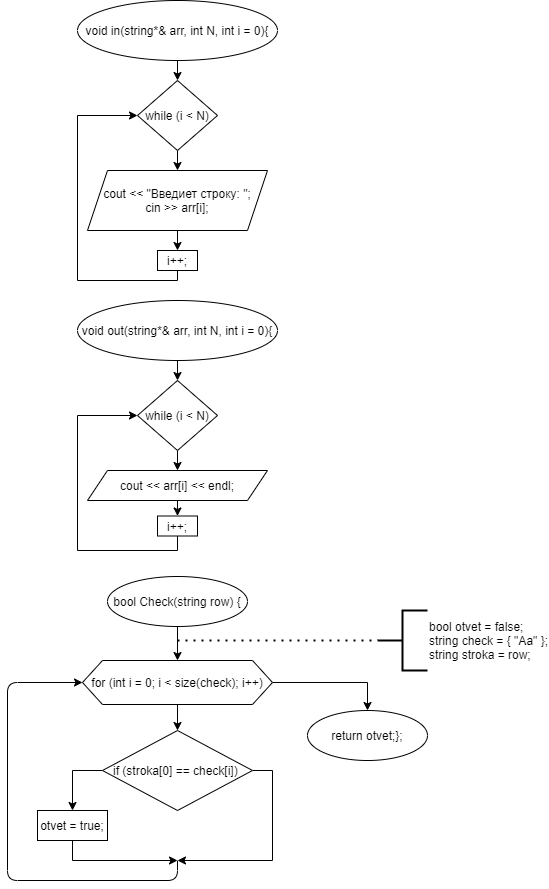 void in(string*& arr, int N, int i = 0){
while (i < N)
cout << "Введиет строку: ";
cin >> arr[i];
i++;
void out(string*& arr, int N, int i = 0){
while (i < N)
cout << arr[i] << endl;
i++;
bool Check(string row) {
bool otvet = false;
string check = { "Aa" };
string stroka = row;
for (int i = 0; i < size(check); i++)
return otvet;};
if (stroka[0] == check[i])
otvet = true;